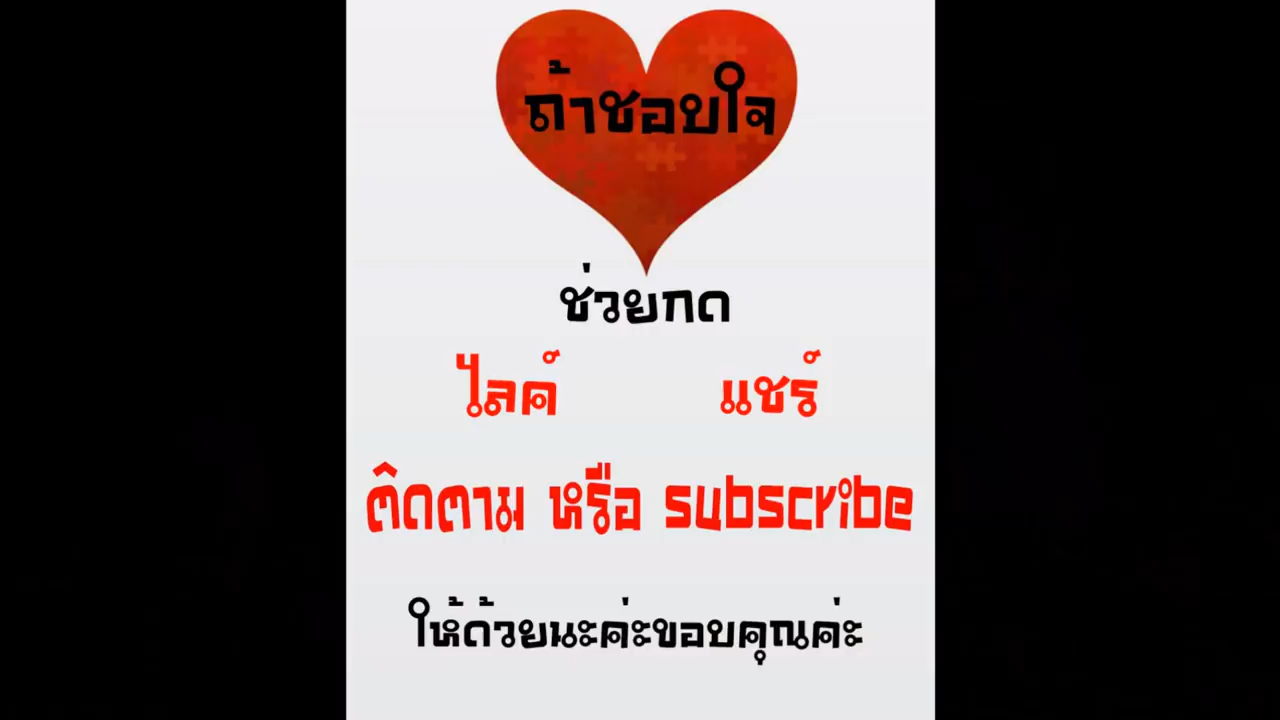 ถ้าชอบใจ
ช่วยกด
ไลค์ แชร์
ติดตาม หรือ subscribe
ให้ด้วยนะค่ะขอบคุณค่ะ